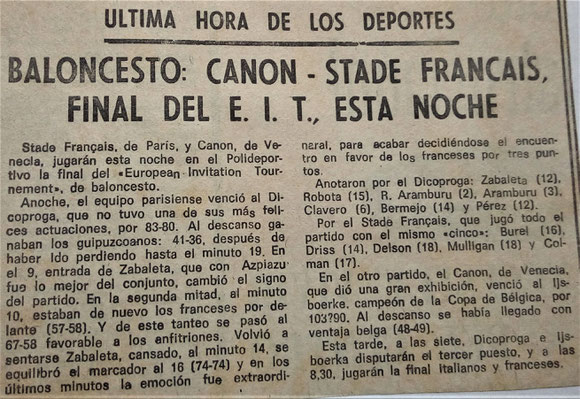 ULTIMA HORA DE LOS DEPORTES
BALONCESTO: CANON - STADE FRANCAIS,
FINAL DEL E. I. T., ESTA NOCHE
Stade Français, de París, y Canon, de Ve-
necia, jugarán esta noche en el Polideportivo
tivo la final del «European Invitation Tour-
nement», de baloncesto.
Anoche, el equipo parisiense venció al Di-
coproga, que no tuvo una de sus más feli-
ces actuaciones, por 83-80. Al descanso ga-
naban los guipuzcoanos: 41-36, después de
haber ido perdiendo hasta el minuto 19. En
el 9, entrada de Zabaleta, que con Azpiazu
fue lo mejor del conjunto, cambió el signo
del partido. En la segunda mitad, al minuto
10, estaban de nuevo los franceses por de-
lante (57-58). Y de este tanteo se pasó al
67-58 favorable a los enfitriones. Volvió a
sentarse Zabaleta, cansado, al minuto 14, se
equilibró el marcador al 16 (74-74) y en los
últimos minutos la emoción fue extraordi-
naral, para acabar decidiéndose el encuen-
tro en favor de los franceses por tres pun-
tos.
Anotaron por el Dicoproga: Zabaleta (12),
Robota (15), R. Aramburu (2), Aramburu (3),
Clavero (6), Bermejo (14) y Pérez (12).
Por el Stade Français, que jugó todo el
partido con el mismo «cinco»: Burel (16),
Driss (14), Delson (18), Mulligan (18) y Col-
man (17).
En el otro partido, el Canon, de Venecia,
que dió una gran exhibición, venció al Ijs-
boerke. campeón de la Copa de Bélgica, por
103?90. Al descanso se había llegado con
ventaja belga (48-49).
Esta tarde, a las siete, Dicoproga e Ijs-
boerka disputarán el tercer puesto, y a las
8,30, jugarán la final italianos y franceses.